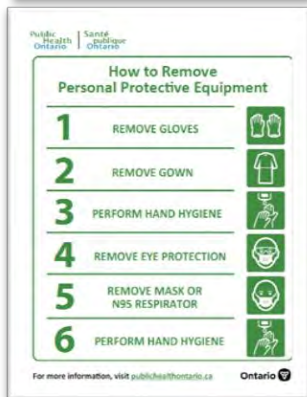 Public Health Ontario | Santé publique Ontario
How to Remove
Personal Protective Equipment
1 REMOVE GLOVES
2 REMOVE GOWN
3 PERFORM HAND HYGIENE
4 REMOVE EYE PROTECTION
5 REMOVE MASK OR
N95 RESPIRATOR
6 PERFORM HAND HYGIENE
For more information, visit publichealthontario.ca
Ontario